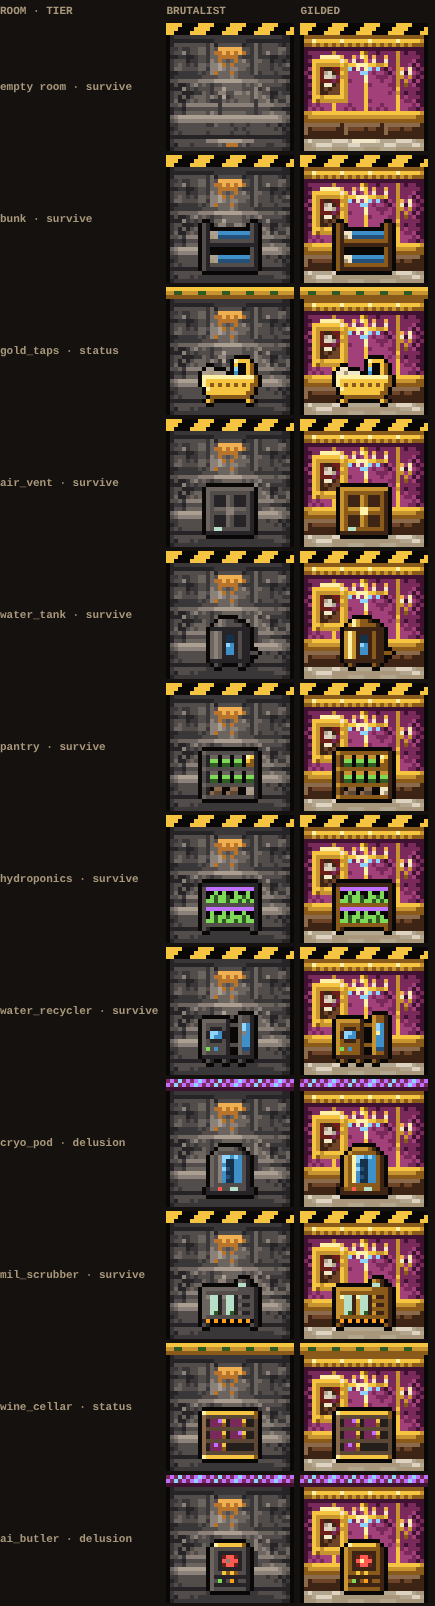 ROOM · TIER BRUTALIST GILDED
empty room · survive
bunk · survive
gold_taps · status
air_vent · survive
water_tank · survive
pantry · survive
hydroponics · survive
water_recycler · survive
cryo_pod · delusion
mil_scrubber · survive
wine_cellar · status
ai_butler · delusion